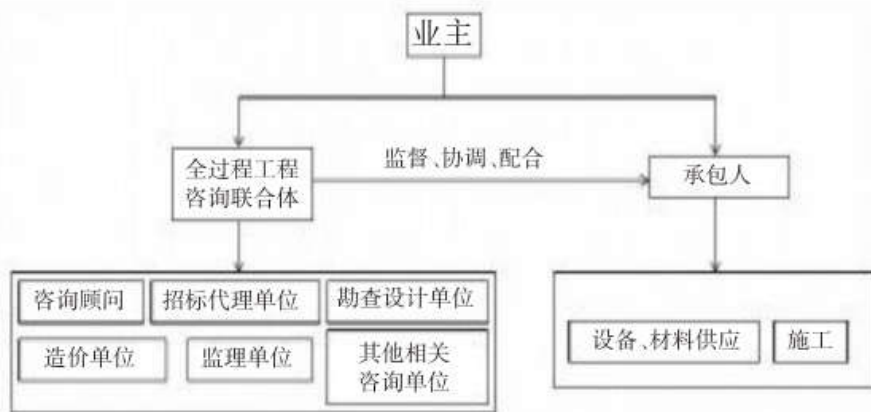 业主
全过程工程
咨询联合体
监督、协调、配合
承包人
咨询顾问
招标代理单位
勘查设计单位
造价单位
监理单位
其他相关
咨询单位
设备、材料供应
施工